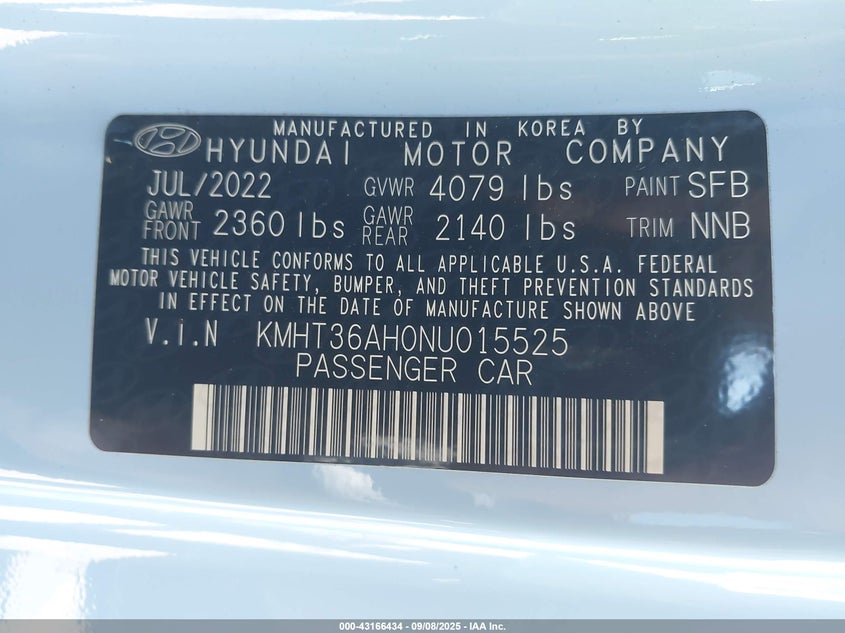 MANUFACTURED IN KOREA BY
HYUNDAI MOTOR COMPANY
JUL/2022 GVWR 4079 lbs PAINT SFB
GAWR FRONT 2360 lbs GAWR REAR 2140 lbs TRIM NNB
THIS VEHICLE CONFORMS TO ALL APPLICABLE U.S.A. FEDERAL
MOTOR VEHICLE SAFETY, BUMPER, AND THEFT PREVENTION STANDARDS
IN EFFECT ON THE DATE OF MANUFACTURE SHOWN ABOVE
V.i.N KMHT36AH0NU015525
PASSENGER CAR
000-43166434 - 09/08/2025 - IAA Inc.